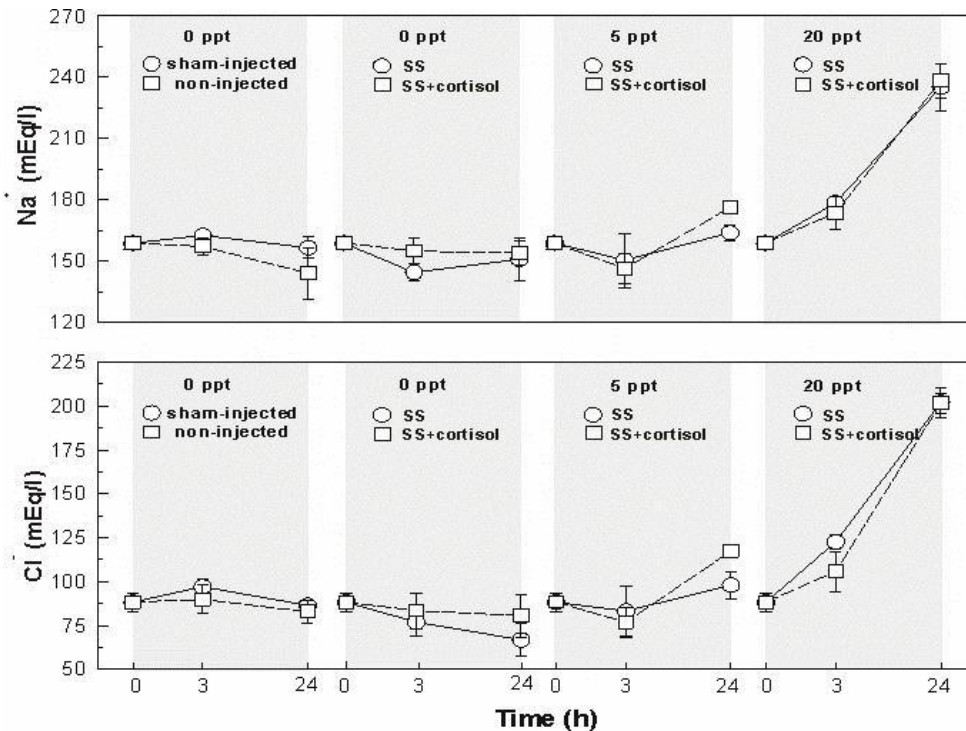 270
240
210
180
150
120
Na+ (mEq/l)
0 ppt
sham-injected
non-injected
0 ppt
SS
SS+cortisol
5 ppt
SS
SS+cortisol
20 ppt
SS
SS+cortisol
225
200
175
150
125
100
75
50
Cl- (mEq/l)
0 ppt
sham-injected
non-injected
0 ppt
SS
SS+cortisol
5 ppt
SS
SS+cortisol
20 ppt
SS
SS+cortisol
0 3 24 0 3 24 0 3 24 0 3 24
Time (h)